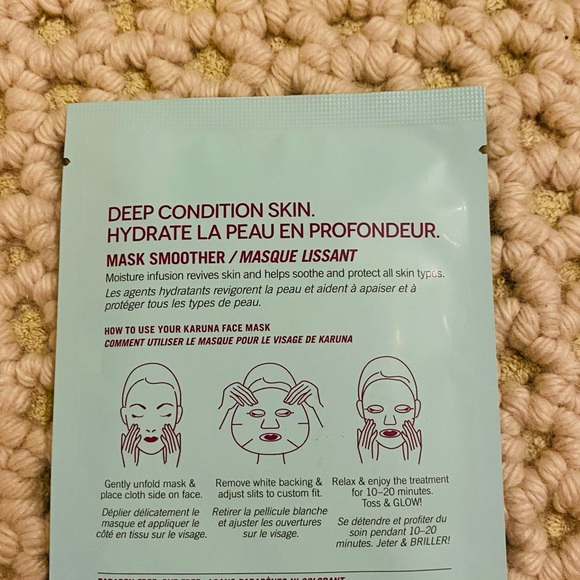 DEEP CONDITION SKIN.
HYDRATE LA PEAU EN PROFONDEUR.
MASK SMOOTHER / MASQUE LISSANT
Moisture infusion revives skin and helps soothe and protect all skin types.
Les agents hydratants revigorent la peau et aident à apaiser et à
protéger tous les types de peau.
HOW TO USE YOUR KARUNA FACE MASK
COMMENT UTILISER LE MASQUE POUR LE VISAGE DE KARUNA
Gently unfold mask &
place cloth side on face.
Déplier délicatement le
masque et appliquer le
côté en tissu sur le visage.
Remove white backing &
adjust slits to custom fit.
Retirer la pellicule blanche
et ajuster les ouvertures
sur le visage.
Relax & enjoy the treatment
for 10–20 minutes.
Toss & GLOW!
Se détendre et profiter du
soin pendant 10–20
minutes. Jeter & BRILLER!